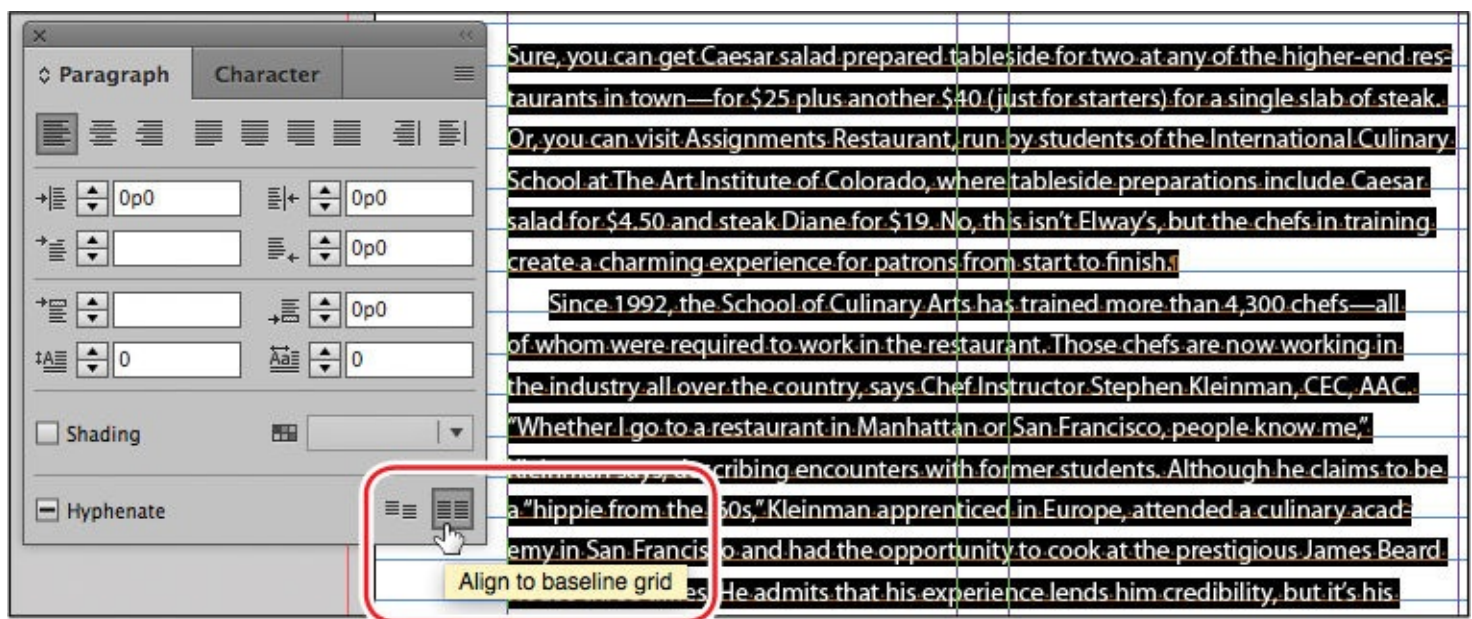 Paragraph Character
0p0 0p0
0p0
0p0
0 0
Shading
Hyphenate
Align to baseline grid
Sure, you can get Caesar salad prepared tableside for two at any of the higher-end res-
taurants in town—for $25 plus another $40 (just for starters) for a single slab of steak.
Or, you can visit Assignments Restaurant, run by students of the International Culinary
School at The Art Institute of Colorado, where tableside preparations include Caesar
salad for $4.50 and steak Diane for $19. No, this isn’t Elway’s, but the chefs in training
create a charming experience for patrons from start to finish.¶
Since 1992, the School of Culinary Arts has trained more than 4,300 chefs—all
of whom were required to work in the restaurant. Those chefs are now working in
the industry all over the country, says Chef Instructor Stephen Kleinman, CEC, AAC.
“Whether I go to a restaurant in Manhattan or San Francisco, people know me,”
Kleinman says, describing encounters with former students. Although he claims to be
a “hippie from the 60s,” Kleinman apprenticed in Europe, attended a culinary acad-
emy in San Francisco and had the opportunity to cook at the prestigious James Beard
He admits that his experience lends him credibility, but it’s his